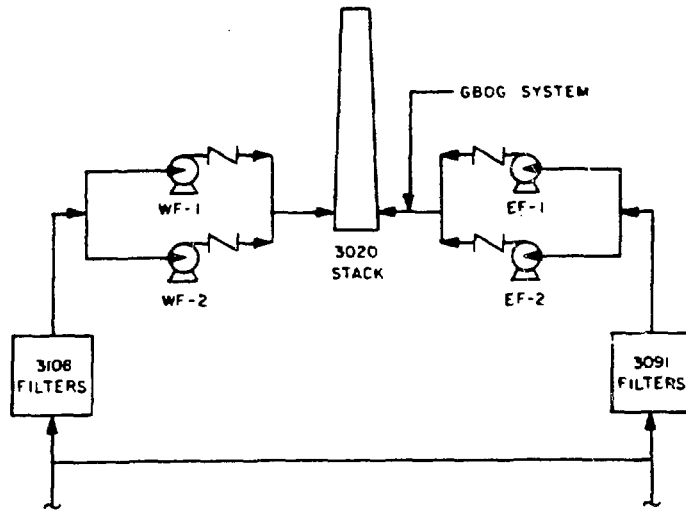 GBOG SYSTEM
WF-1
EF-1
WF-2
3020
STACK
EF-2
3108
FILTERS
3091
FILTERS